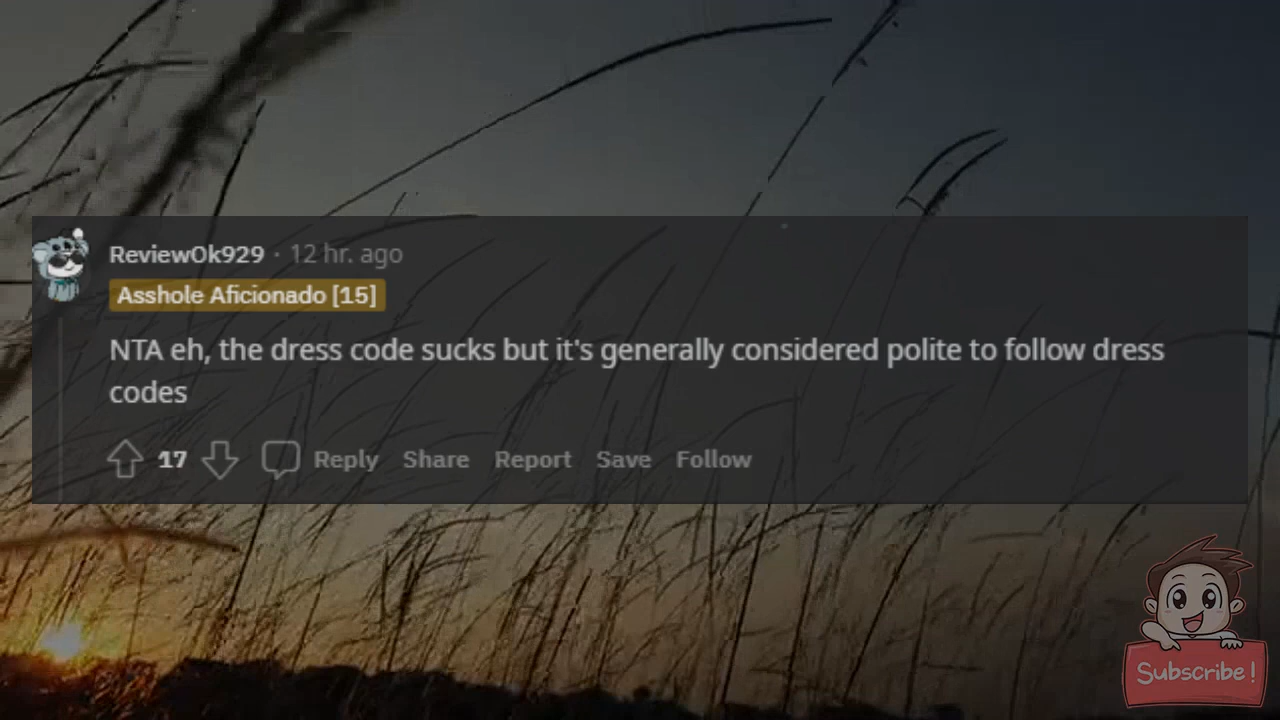 ReviewOk929 · 12 hr. ago
Asshole Aficionado [15]
NTA eh, the dress code sucks but it's generally considered polite to follow dress
codes
17 Reply Share Report Save Follow
Subscribe!